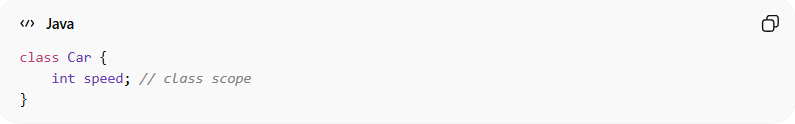 </> Java
class Car {
    int speed; // class scope
}